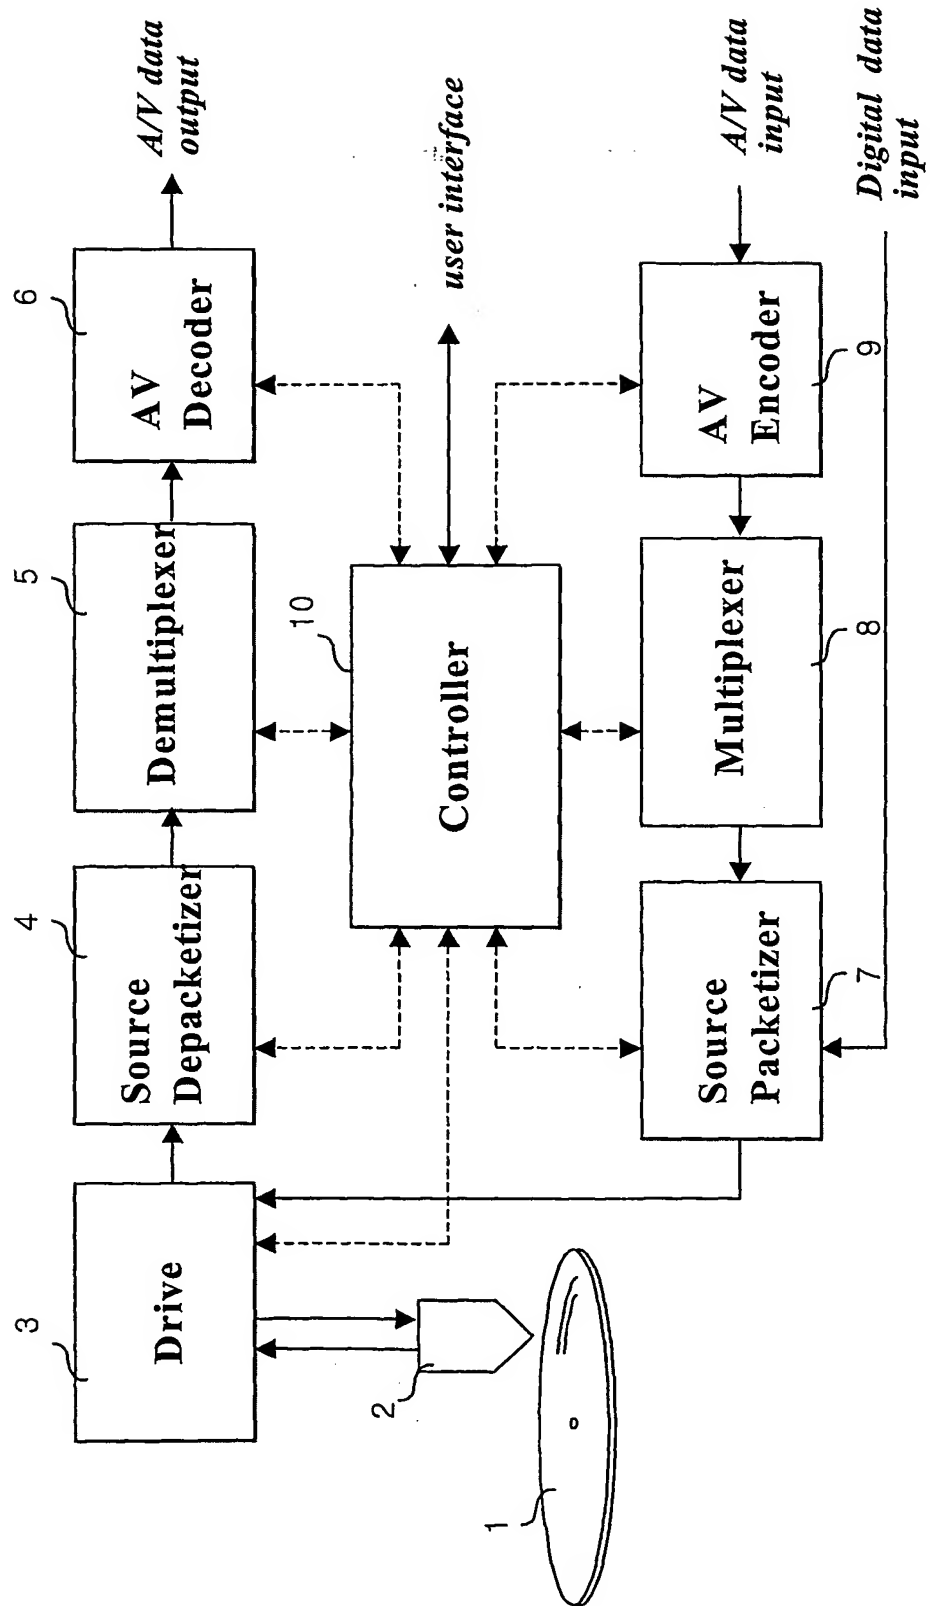 3
Drive
4
Source
Depacketizer
5
Demultiplexer
6
AV
Decoder
A/V data
output
2
1
10
Controller
user interface
Source
Packetizer
7
Multiplexer
8
AV
Encoder
9
A/V data
input
Digital data
input